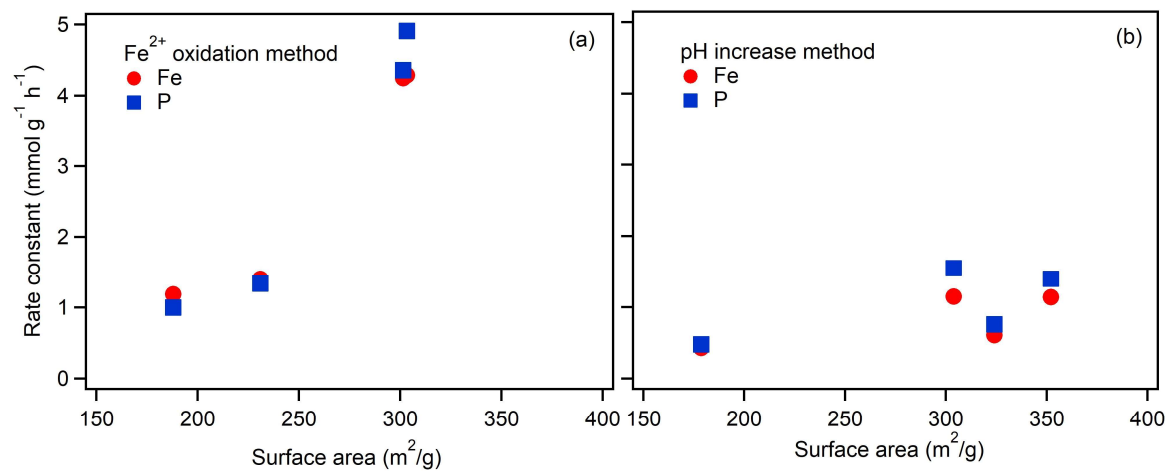 Rate constant (mmol g⁻¹ h⁻¹)
5
4
3
2
1
0
(a)
Fe²⁺ oxidation method
Fe
P
150 200 250 300 350 400
Surface area (m²/g)
(b)
pH increase method
Fe
P
150 200 250 300 350 400
Surface area (m²/g)